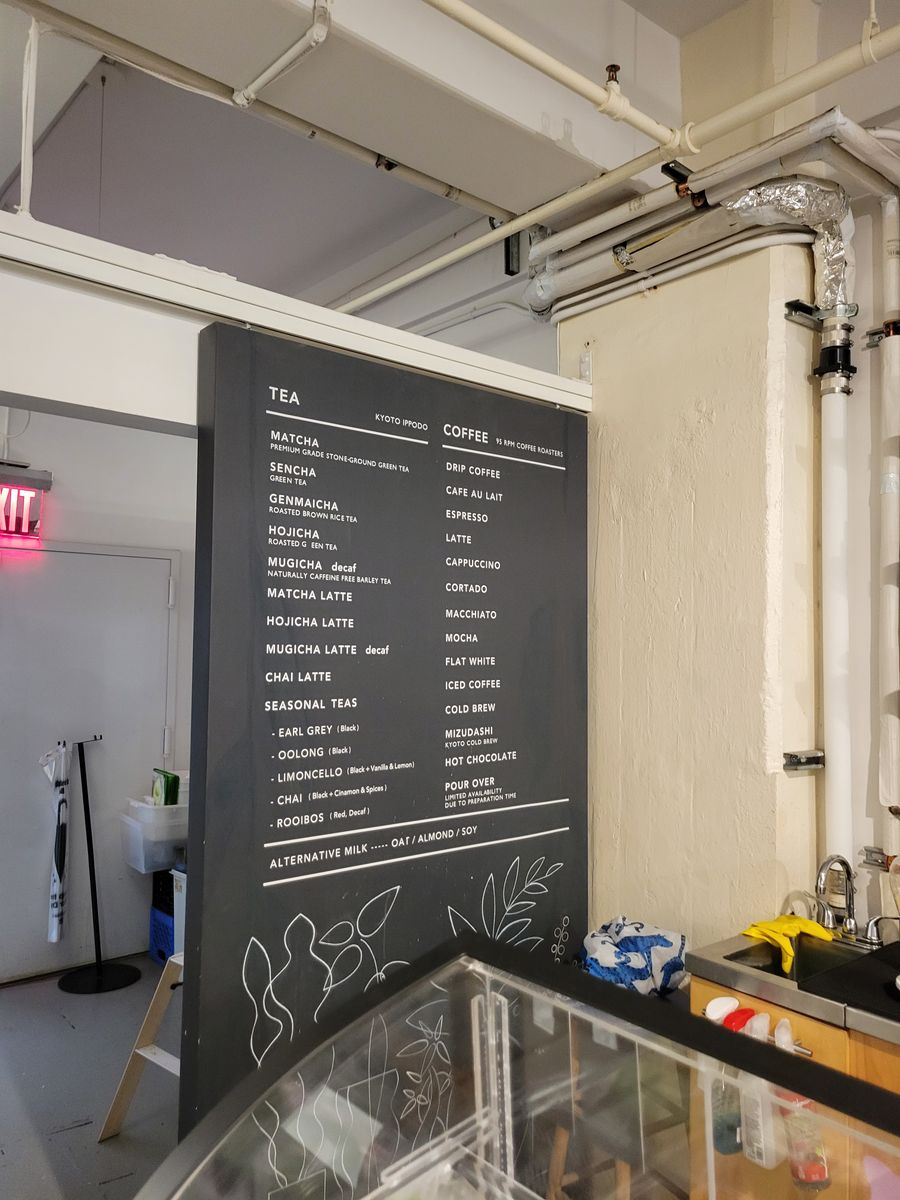 TEA
KYOTO IPPODO
MATCHA
PREMIUM GRADE STONE-GROUND GREEN TEA
SENCHA
GREEN TEA
GENMAICHA
ROASTED BROWN RICE TEA
HOJICHA
ROASTED G EEN TEA
MUGICHA decaf
NATURALLY CAFFEINE FREE BARLEY TEA
MATCHA LATTE
HOJICHA LATTE
MUGICHA LATTE decaf
CHAI LATTE
SEASONAL TEAS
- EARL GREY (Black)
- OOLONG (Black)
- LIMONCELLO (Black + Vanilla & Lemon)
- CHAI (Black + Cinamon & Spices)
- ROOIBOS (Red, Decaf)
COFFEE 95 RPM COFFEE ROASTERS
DRIP COFFEE
CAFE AU LAIT
ESPRESSO
LATTE
CAPPUCCINO
CORTADO
MACCHIATO
MOCHA
FLAT WHITE
ICED COFFEE
COLD BREW
MIZUDASHI
KYOTO COLD BREW
HOT CHOCOLATE
POUR OVER
LIMITED AVAILABILITY
DUE TO PREPARATION TIME
ALTERNATIVE MILK ----- OAT / ALMOND / SOY
XIT